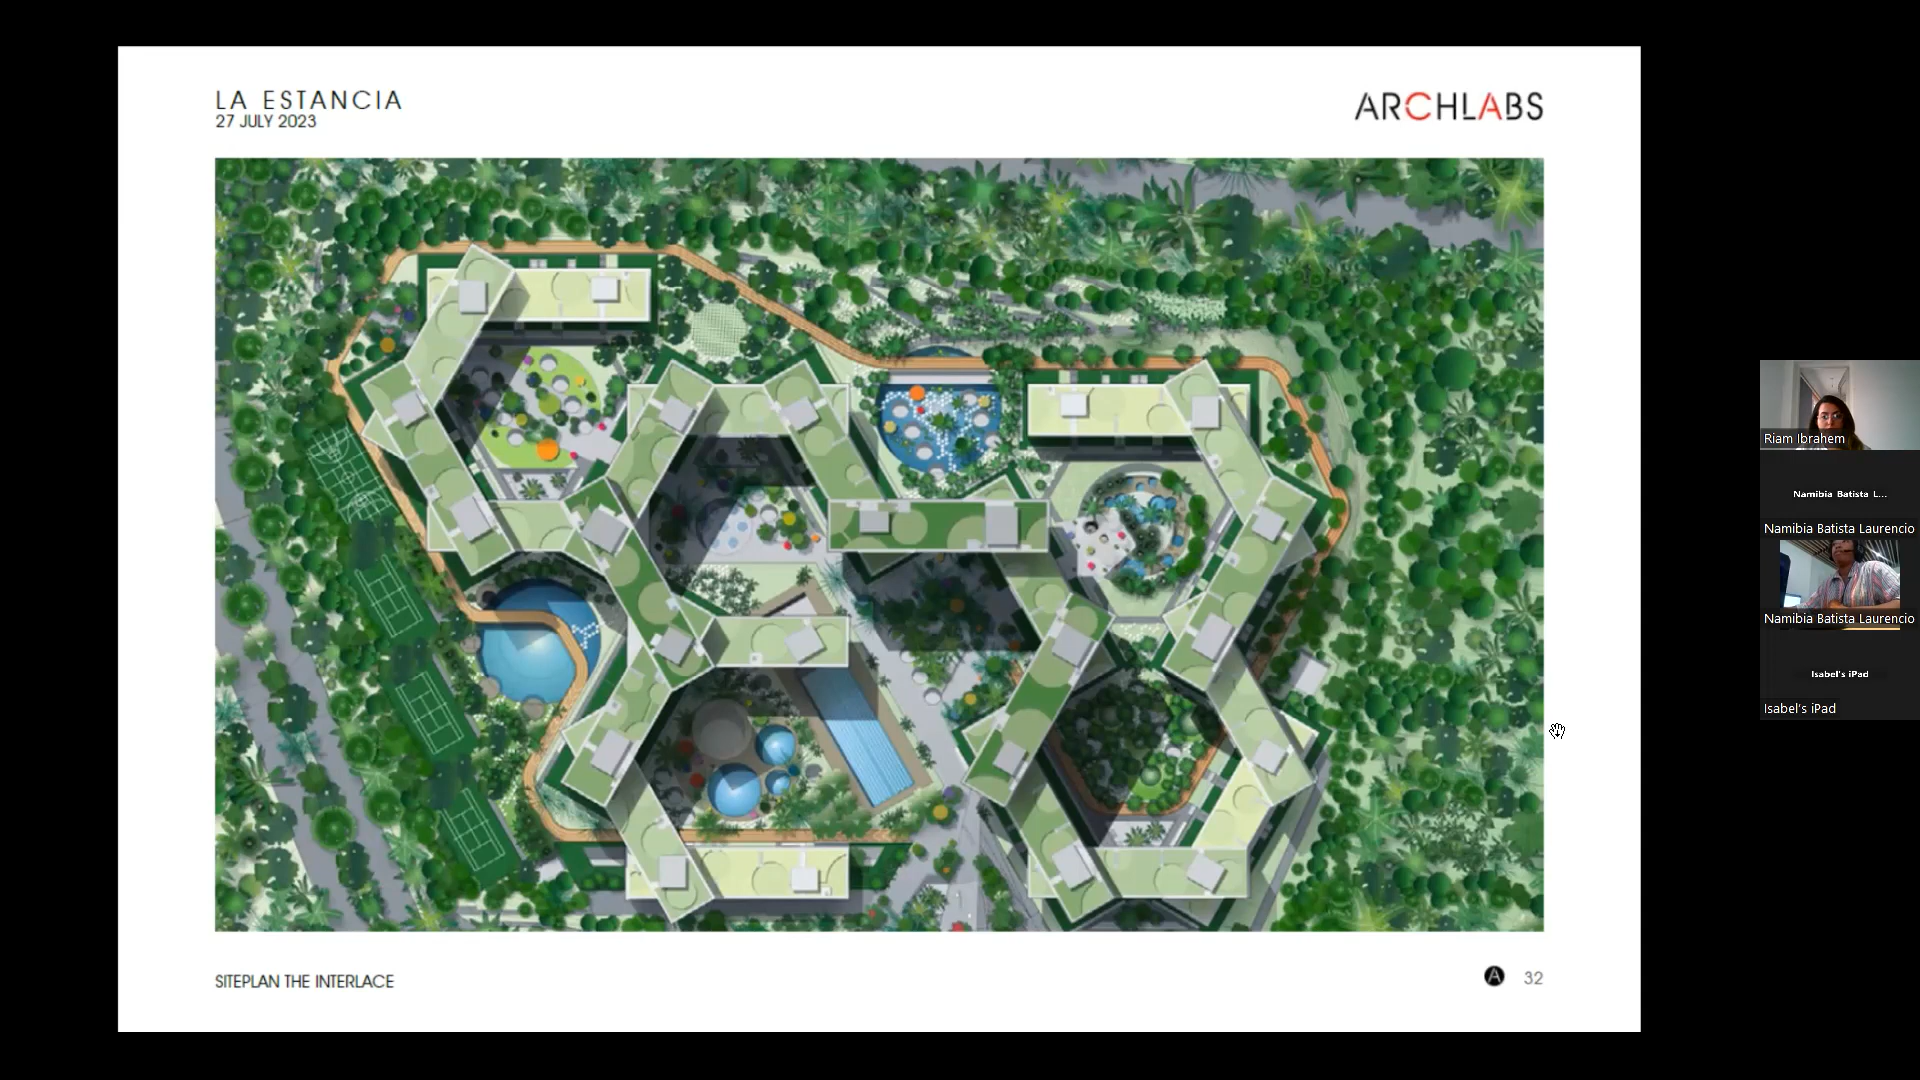 LA ESTANCIA
27 JULY 2023
ARCHLABS
SITEPLAN THE INTERLACE
A
32
Riam Ibrahem
Namibia Batista L...
Namibia Batista Laurencio
Namibia Batista Laurencio
Isabel's iPad
Isabel's iPad